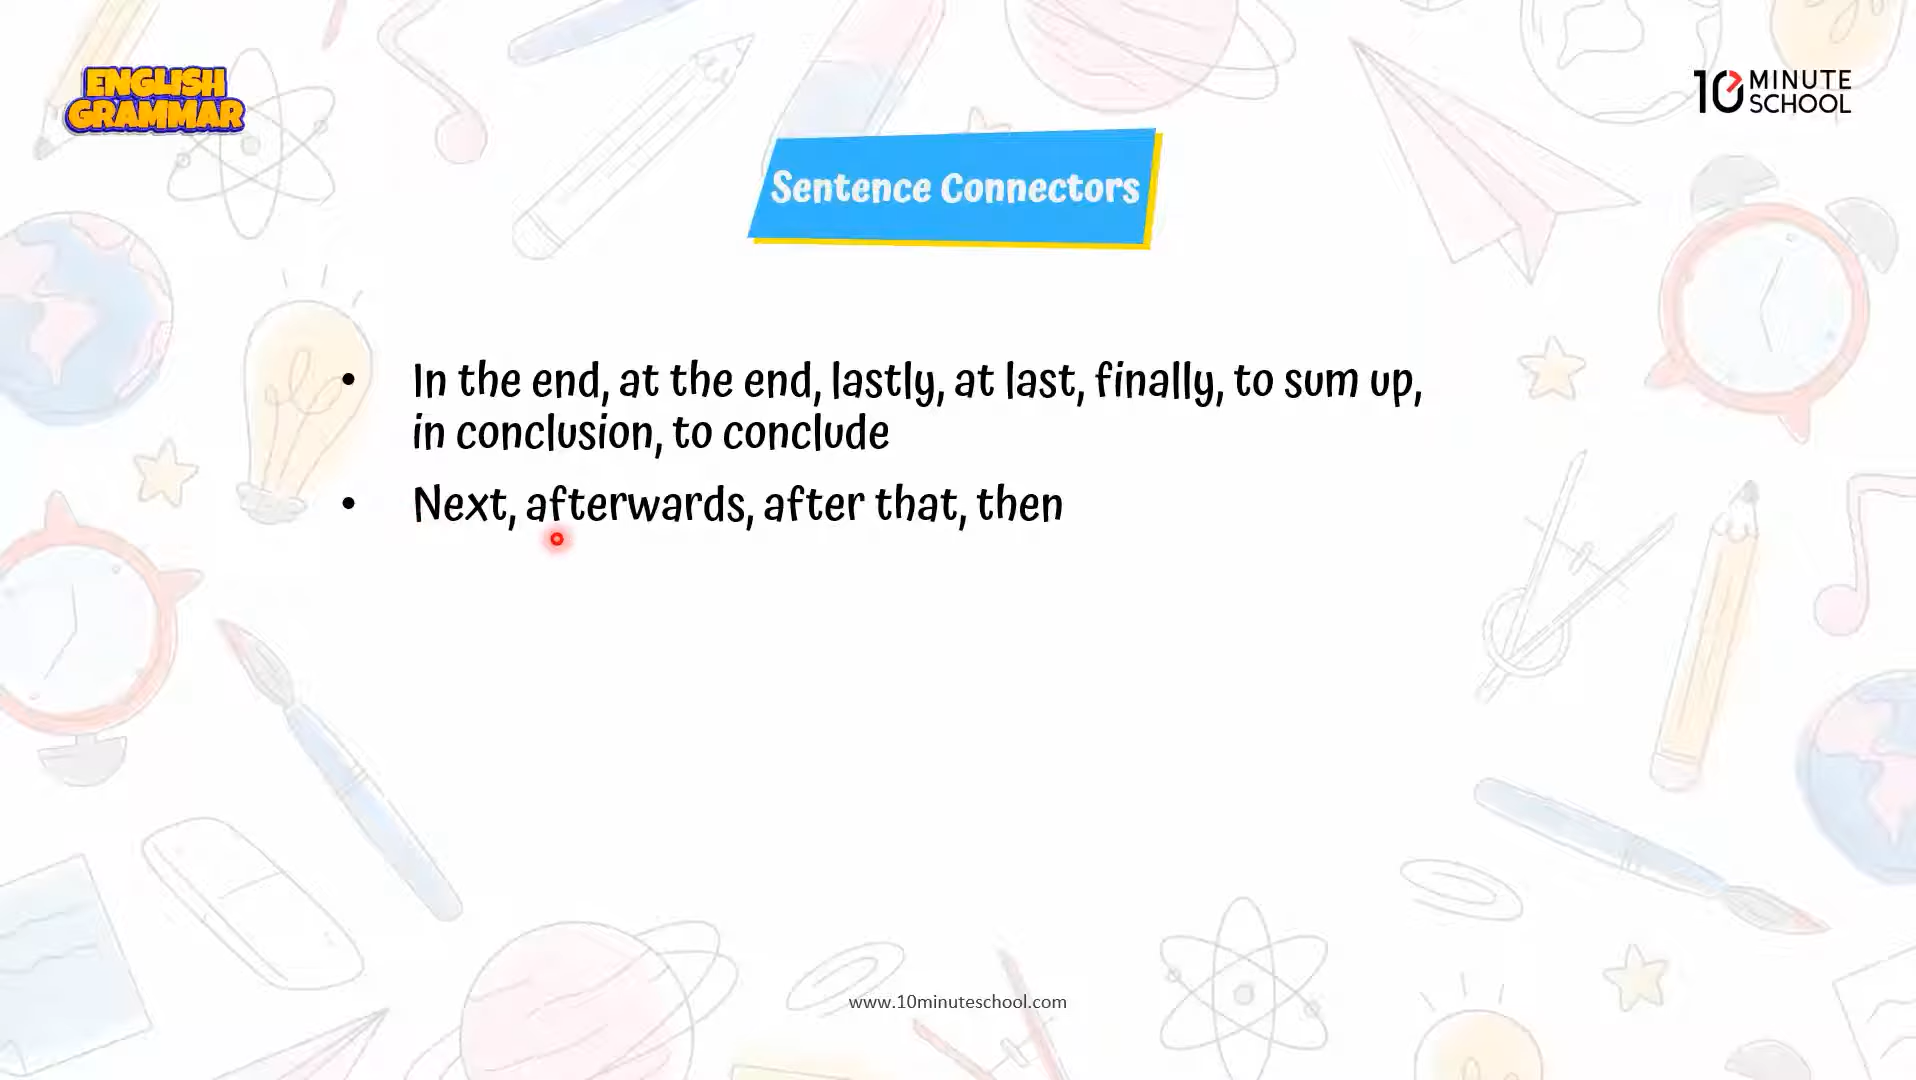 ENGLISH
GRAMMAR
10 MINUTE
SCHOOL
Sentence Connectors
• In the end, at the end, lastly, at last, finally, to sum up,
in conclusion, to conclude
• Next, afterwards, after that, then
www.10minuteschool.com